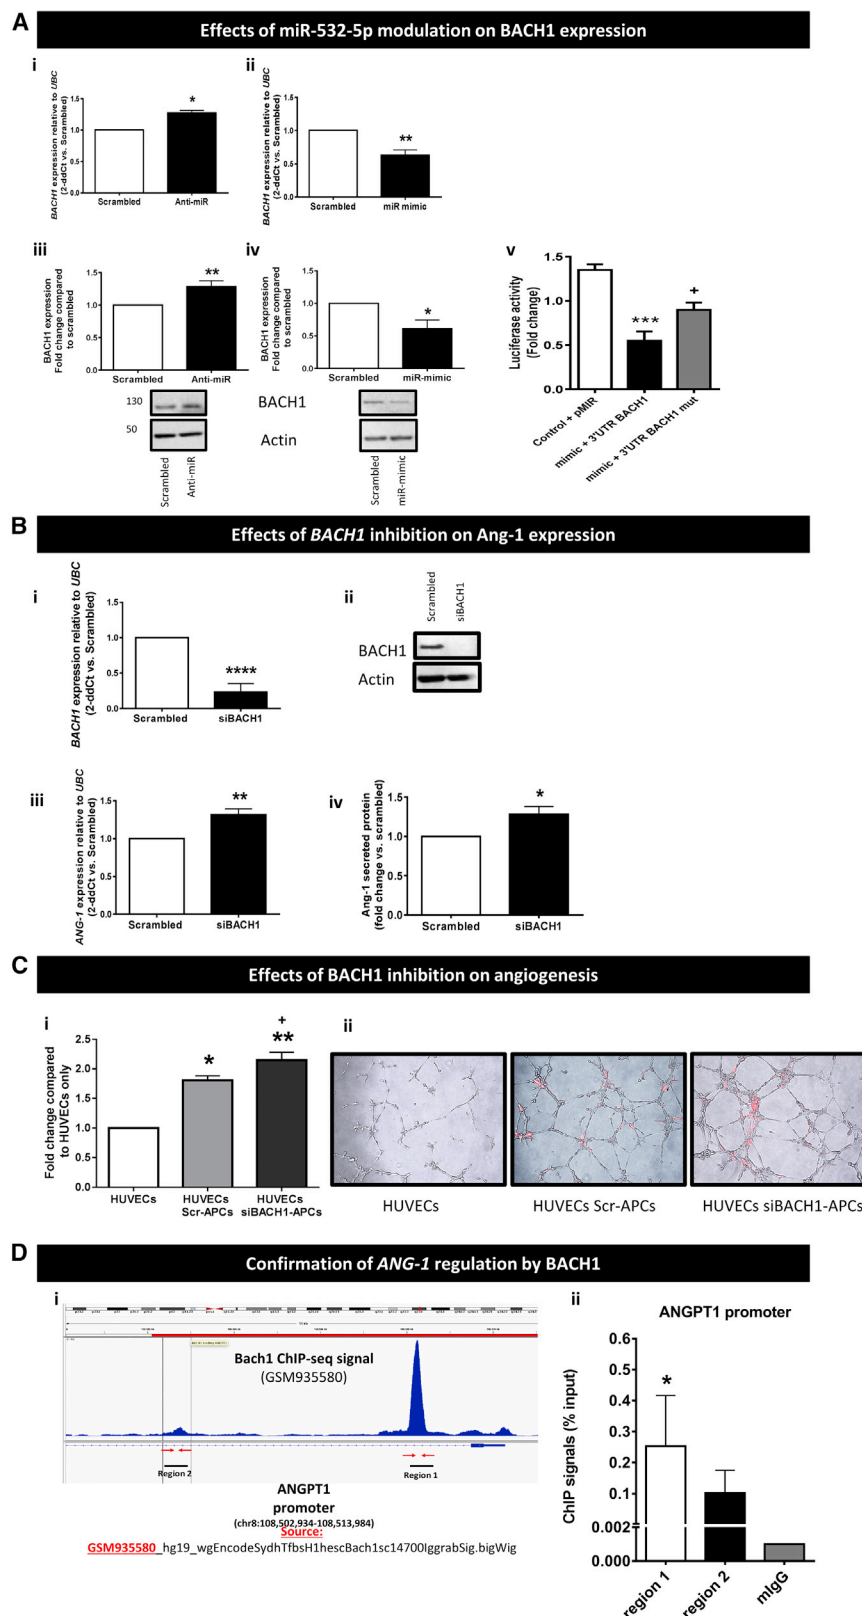 A
Effects of miR-532-5p modulation on BACH1 expression
i
BACH1 expression relative to UBC
(2-ddCt vs. Scrambled)
1.5
1.0
0.5
0.0
*
Scrambled
Anti-miR
ii
BACH1 expression relative to UBC
(2-ddCt vs. Scrambled)
1.5
1.0
0.5
0.0
**
Scrambled
miR mimic
iii
BACH1 expression
Fold change compared
to scrambled
1.5
1.0
0.5
0.0
**
Scrambled
Anti-miR
130
50
Scrambled
Anti-miR
iv
BACH1 expression
Fold change compared
to scrambled
1.5
1.0
0.5
0.0
*
Scrambled
miR-mimic
BACH1
Actin
Scrambled
miR-mimic
v
Luciferase activity
(Fold change)
1.5
1.0
0.5
0.0
***
+
Control + pMIR
mimic + 3'UTR BACH1
mimic + 3'UTR BACH1 mut
B
Effects of BACH1 inhibition on Ang-1 expression
i
BACH1 expression relative to UBC
(2-ddCt vs. Scrambled)
1.5
1.0
0.5
0.0
****
Scrambled
siBACH1
ii
Scrambled
siBACH1
BACH1
Actin
iii
ANG-1 expression relative to UBC
(2-ddCt vs. Scrambled)
1.5
1.0
0.5
0.0
**
Scrambled
siBACH1
iv
Ang-1 secreted protein
(fold change vs. scrambled)
1.5
1.0
0.5
0.0
*
Scrambled
siBACH1
C
Effects of BACH1 inhibition on angiogenesis
i
Fold change compared
to HUVECs only
2.5
2.0
1.5
1.0
0.5
0.0
*
+
**
HUVECs
HUVECs
Scr-APCs
HUVECs
siBACH1-APCs
ii
HUVECs
HUVECs Scr-APCs
HUVECs siBACH1-APCs
D
Confirmation of ANG-1 regulation by BACH1
i
Bach1 ChIP-seq signal
(GSM935580)
Region 2
Region 1
ANGPT1
promoter
(chr8:108,502,934-108,513,984)
Source:
GSM935580_hg19_wgEncodeSydhTfbsH1hescBach1sc14700IggrabSig.bigWig
ii
ANGPT1 promoter
ChIP signals (% input)
0.6
0.5
0.4
0.3
0.2
0.1
0.002
0.000
*
region 1
region 2
mIgG